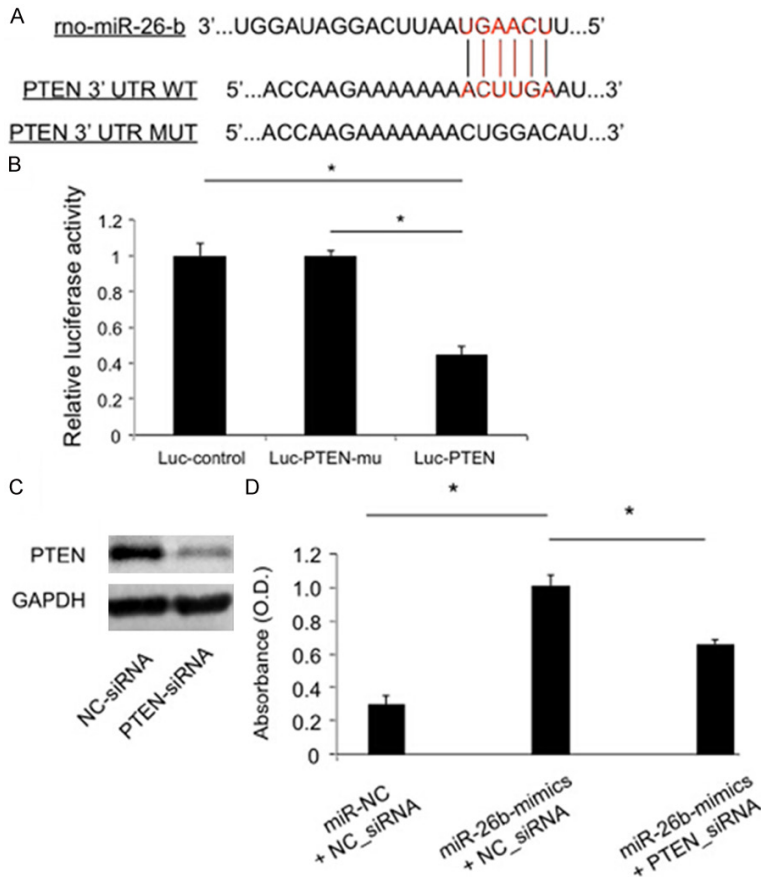 A
rno-miR-26-b 3'...UGGAUAGGACUUAAUGAACUU...5'
PTEN 3' UTR WT 5'...ACCAAGAAAAAAAACUUGAAU...3'
PTEN 3' UTR MUT 5'...ACCAAGAAAAAAACUGGACAU...3'
B
* *
Relative luciferase activity
1.2
1
0.8
0.6
0.4
0.2
0
Luc-control Luc-PTEN-mu Luc-PTEN
C
PTEN
GAPDH
NC-siRNA
PTEN-siRNA
D
* *
Absorbance (O.D.)
1.2
1.0
0.8
0.6
0.4
0.2
0
miR-NC
+ NC_siRNA
miR-26b-mimics
+ NC_siRNA
miR-26b-mimics
+ PTEN_siRNA